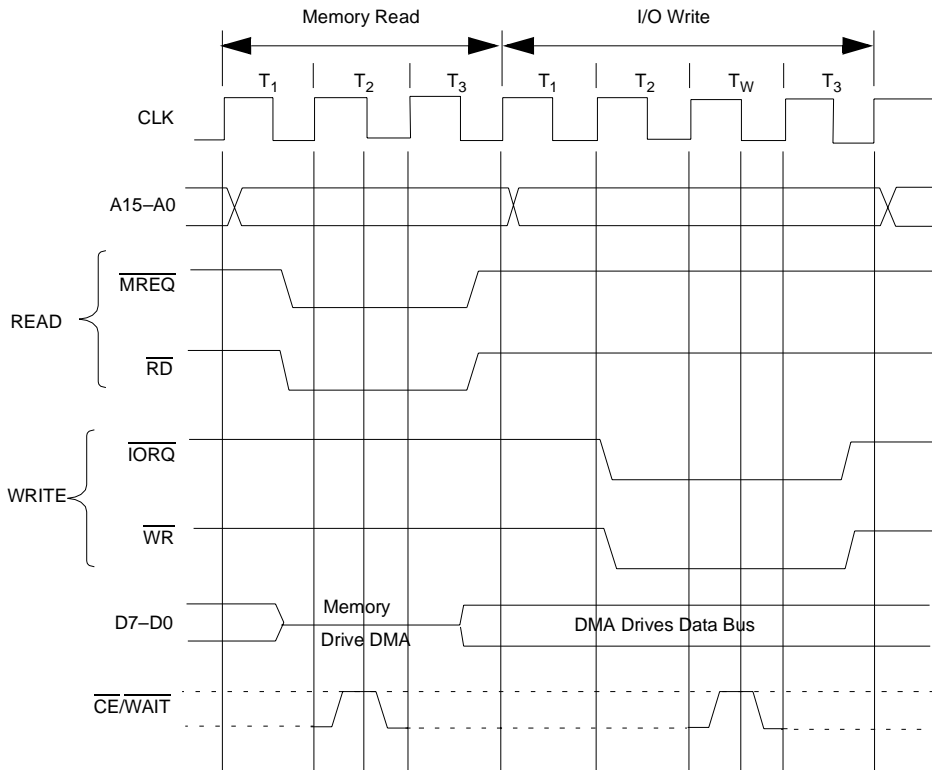 Memory Read I/O Write
T1 T2 T3 T1 T2 TW T3
CLK
A15–A0
READ
MREQ
RD
WRITE
IORQ
WR
D7–D0
Memory
Drive DMA
DMA Drives Data Bus
CE/WAIT